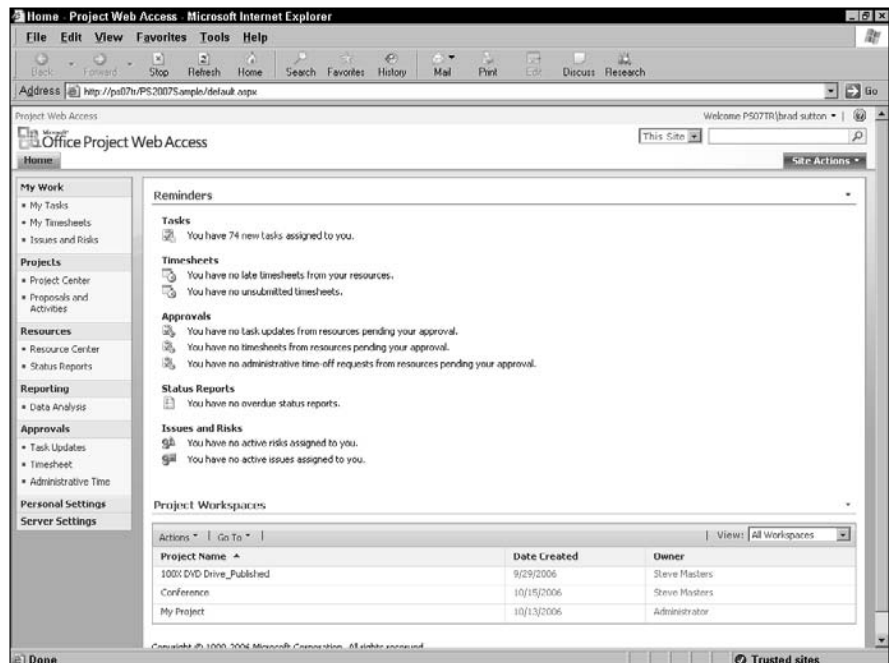 Home - Project Web Access - Microsoft Internet Explorer
File Edit View Favorites Tools Help
Back Forward Stop Refresh Home Search Favorites History Mail Print Edit Discuss Research
Address http://ps07tr/PS2007Sample/default.aspx Go
Project Web Access Welcome PS07TR\brad sutton
Microsoft
Office Project Web Access This Site
Home Site Actions
My Work
My Tasks
My Timesheets
Issues and Risks
Projects
Project Center
Proposals and
Activities
Resources
Resource Center
Status Reports
Reporting
Data Analysis
Approvals
Task Updates
Timesheet
Administrative Time
Personal Settings
Server Settings
Reminders
Tasks
You have 74 new tasks assigned to you.
Timesheets
You have no late timesheets from your resources.
You have no unsubmitted timesheets.
Approvals
You have no task updates from resources pending your approval.
You have no timesheets from resources pending your approval.
You have no administrative time-off requests from resources pending your approval.
Status Reports
You have no overdue status reports.
Issues and Risks
You have no active risks assigned to you.
You have no active issues assigned to you.
Project Workspaces
Actions | Go To | | View: All Workspaces
Project Name Date Created Owner
100X DVD Drive_Published 9/29/2006 Steve Masters
Conference 10/15/2006 Steve Masters
My Project 10/13/2006 Administrator
Done Trusted sites